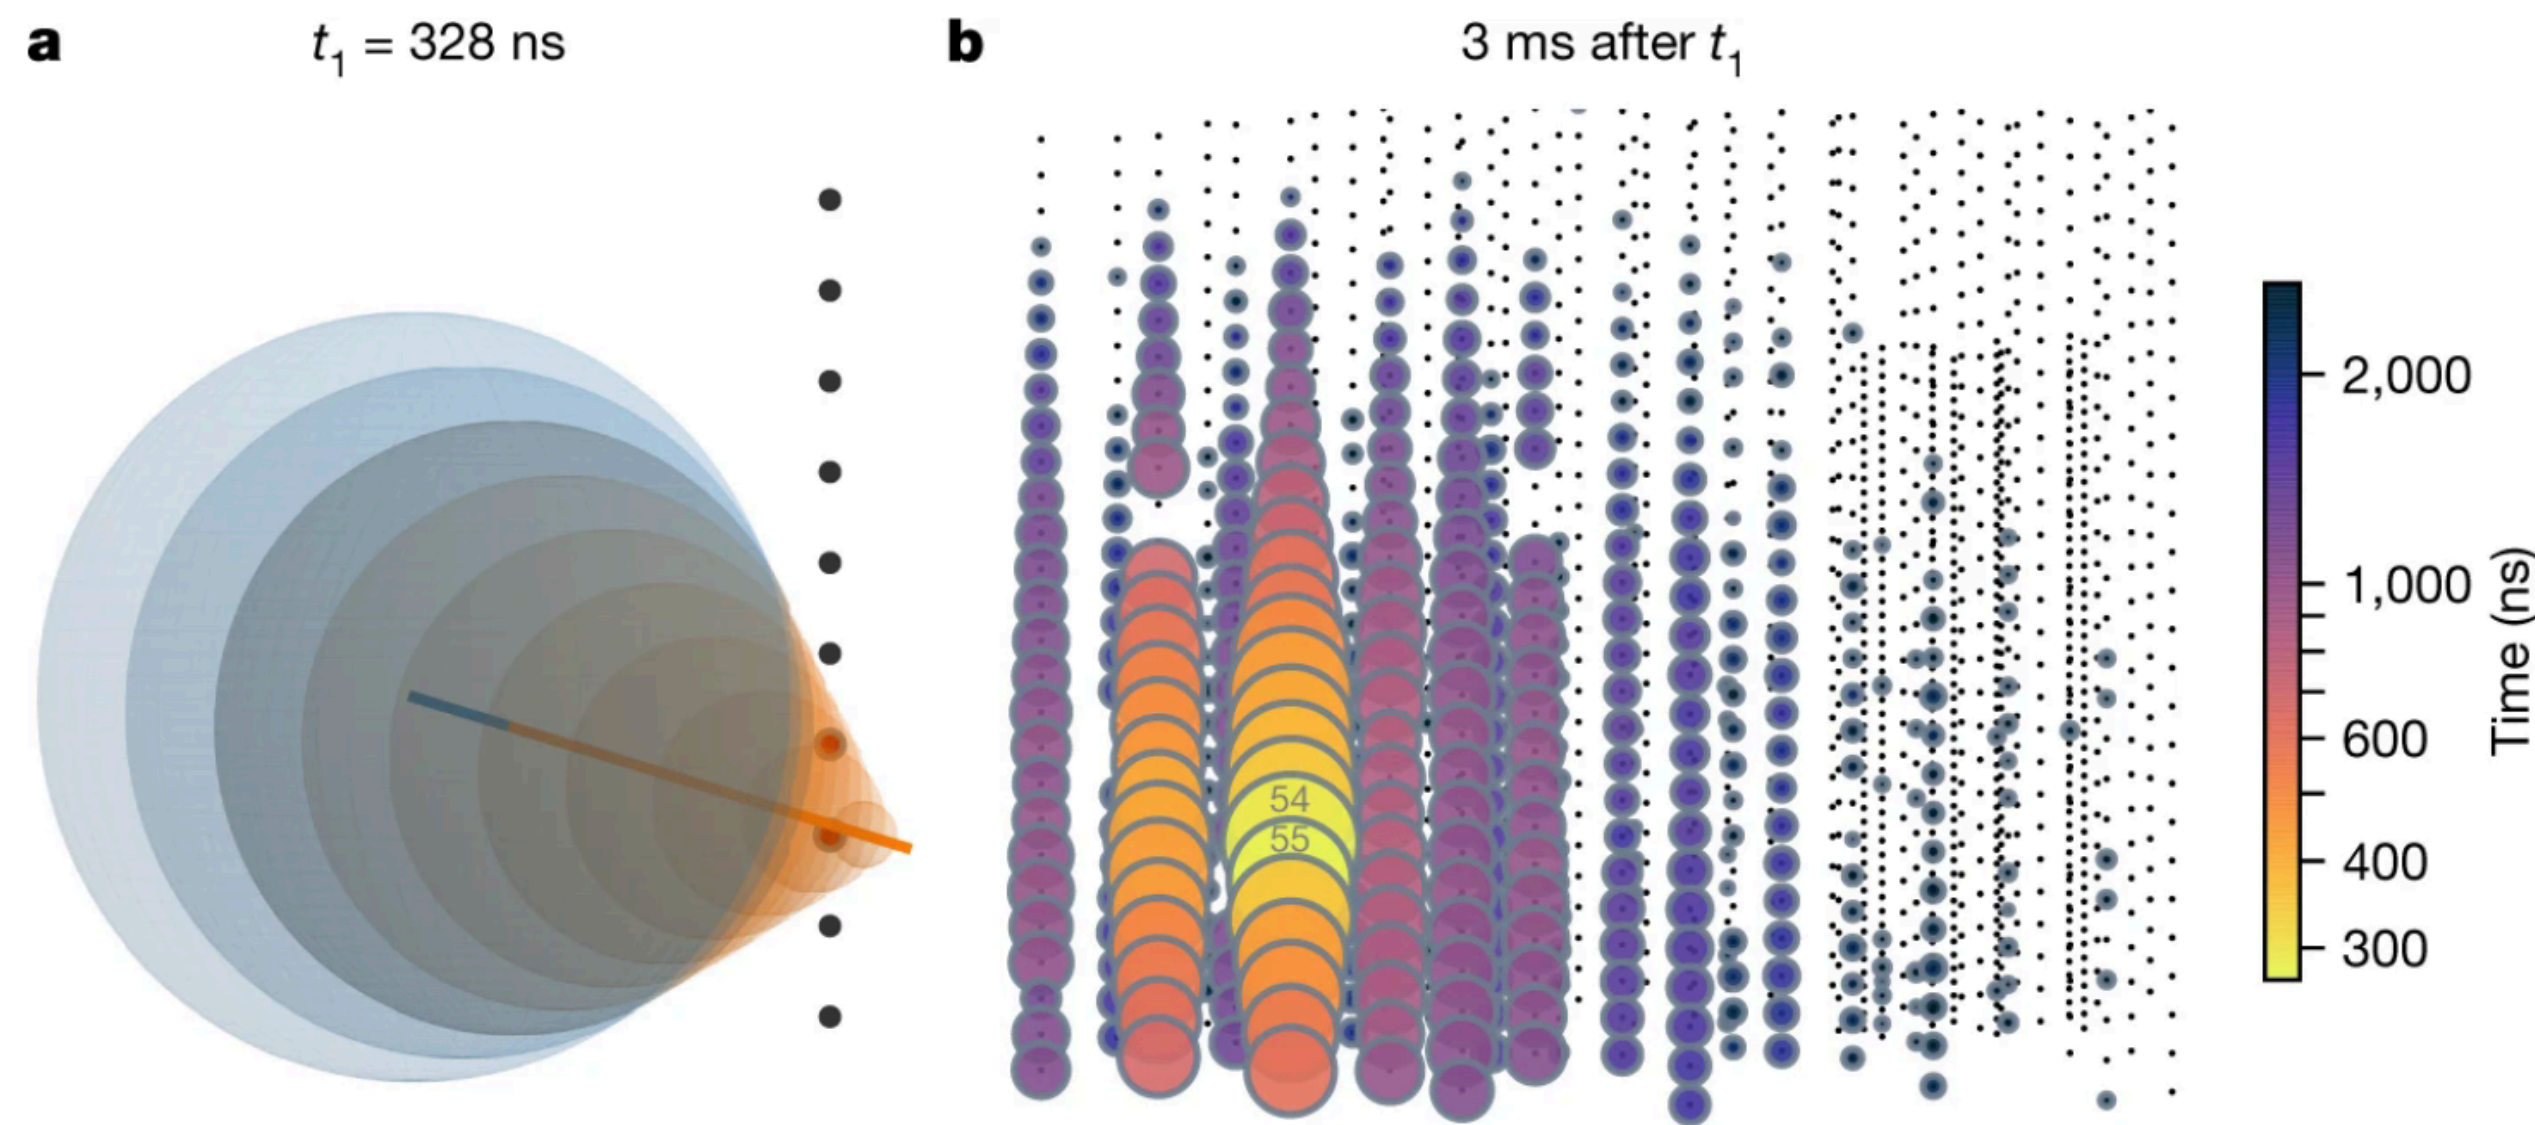 a
t1 = 328 ns
b
3 ms after t1
54
55
2,000
1,000
600
400
300
Time (ns)